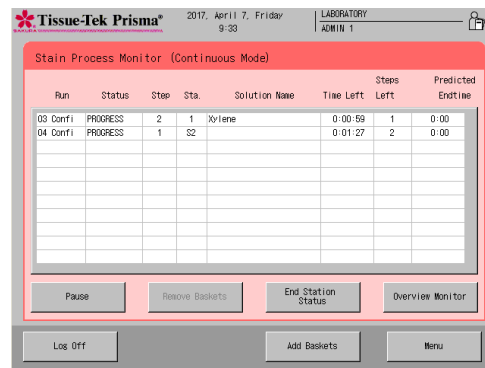 Tissue-Tek Prisma®
SAKURA
2017, April 7, Friday
9:33
LABORATORY
ADMIN 1
Stain Process Monitor (Continuous Mode)
Run Status Step Sta. Solution Name Time Left Steps Left Predicted Endtime
03 Confi PROGRESS 2 1 Xylene 0:00:59 1 0:00
04 Confi PROGRESS 1 S2 0:01:27 2 0:00
Pause
Remove Baskets
End Station
Status
Overview Monitor
Log Off
Add Baskets
Menu